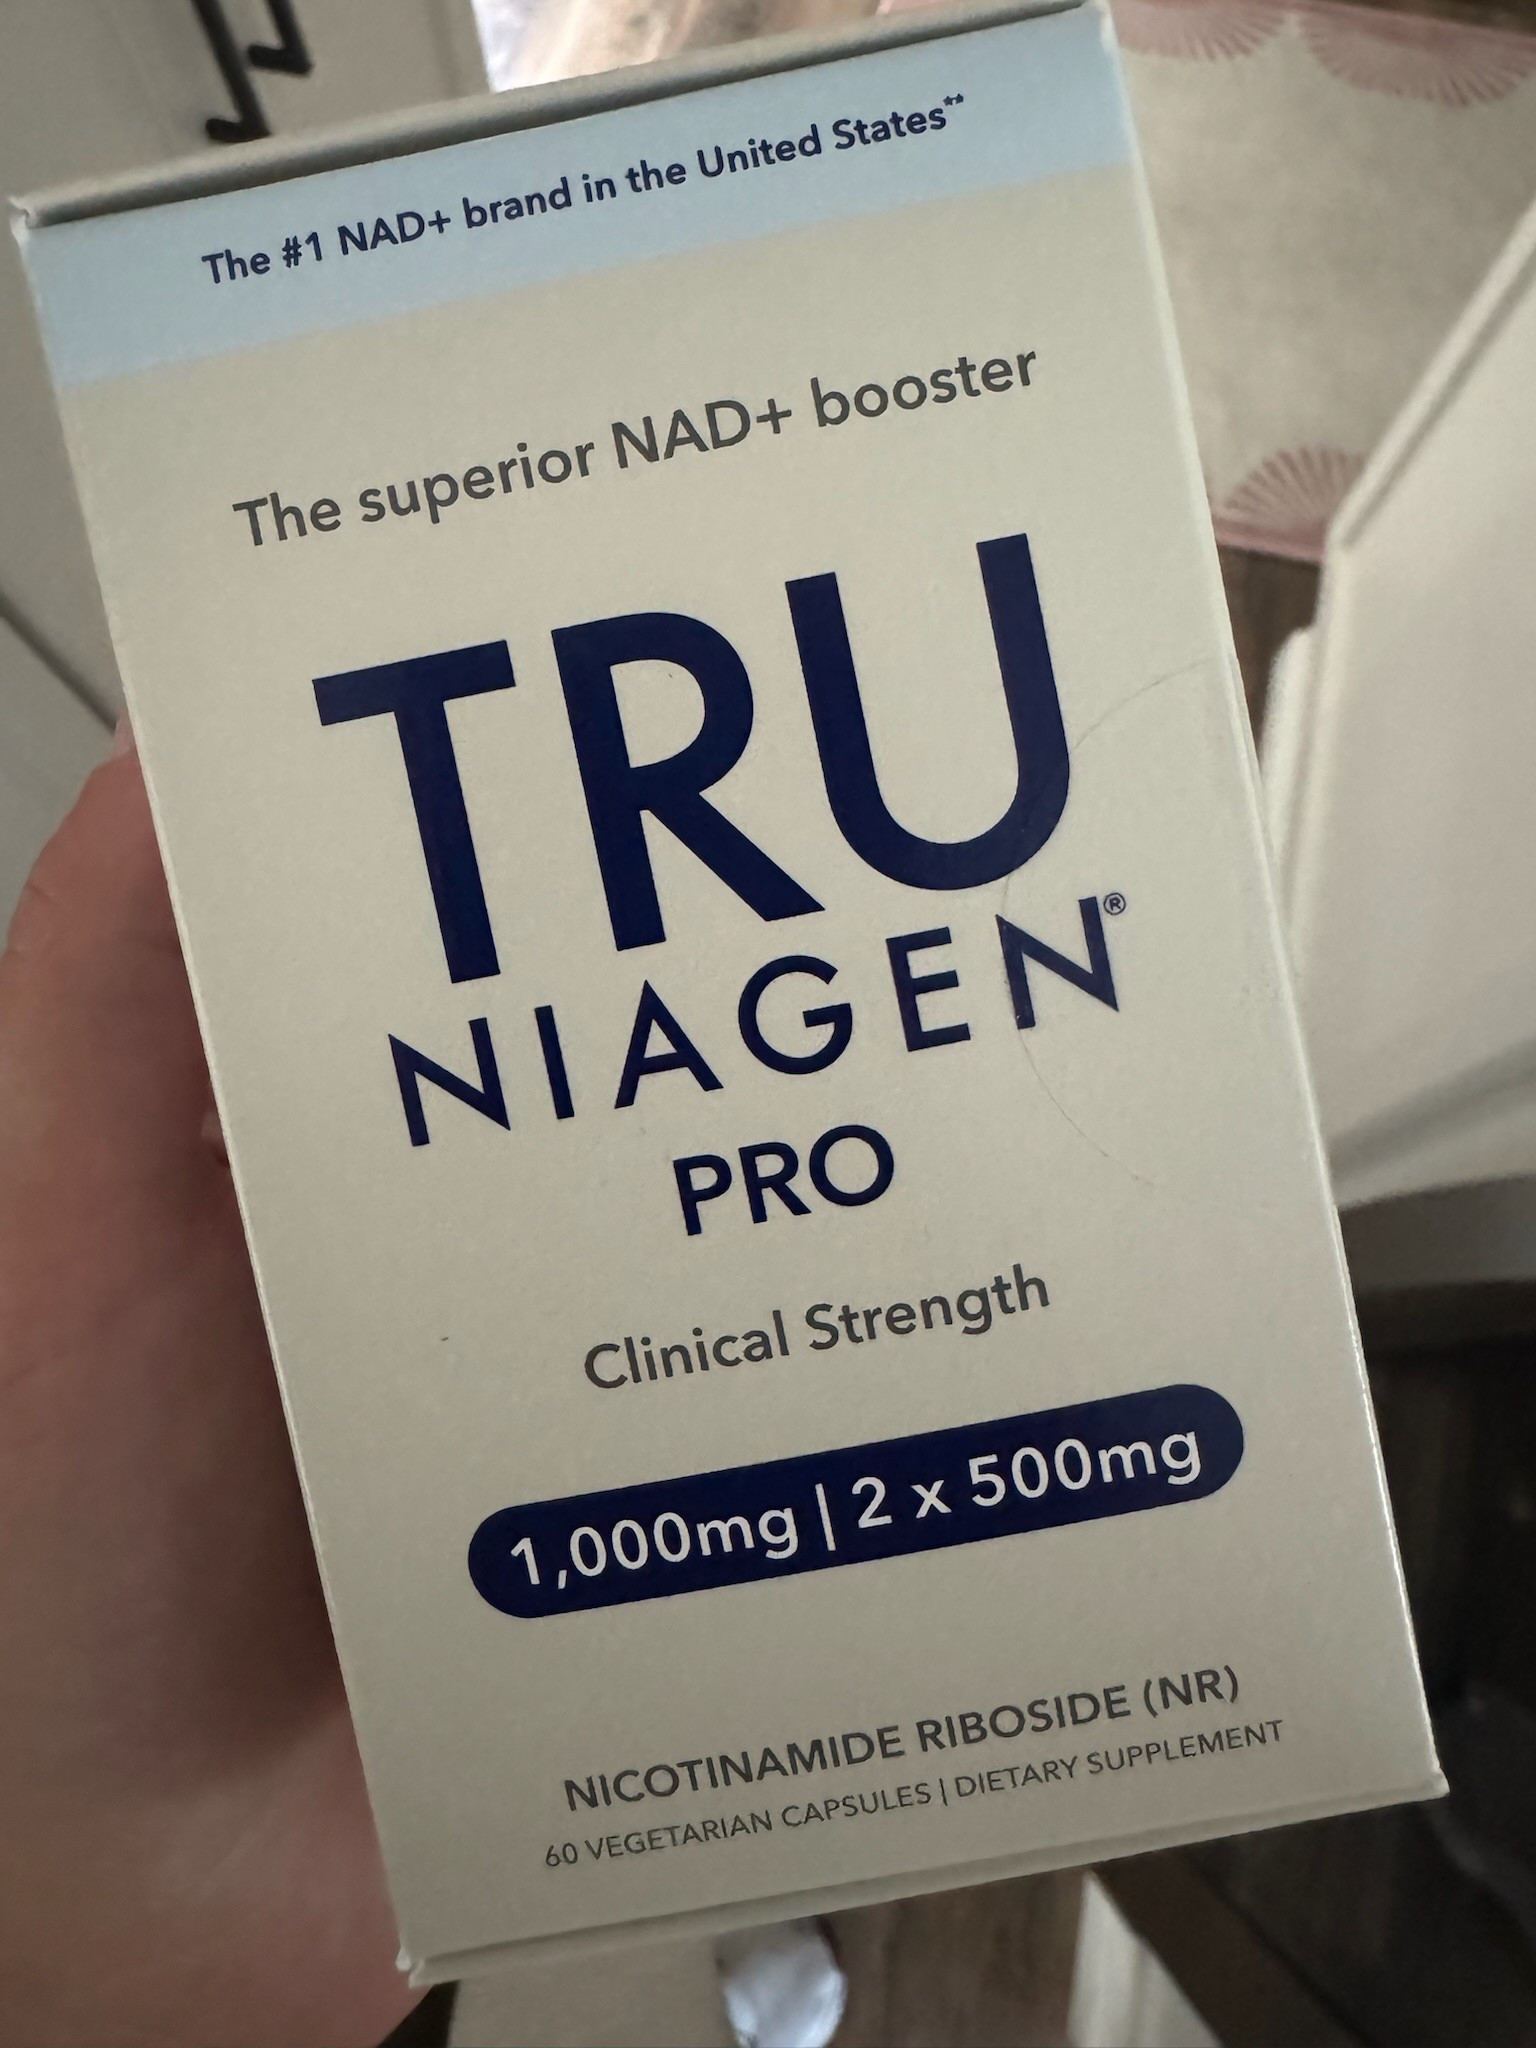 The #1 NAD+ brand in the United States**
The superior NAD+ booster
TRU
NIAGEN®
PRO
Clinical Strength
1,000mg | 2 x 500mg
NICOTINAMIDE RIBOSIDE (NR)
60 VEGETARIAN CAPSULES | DIETARY SUPPLEMENT